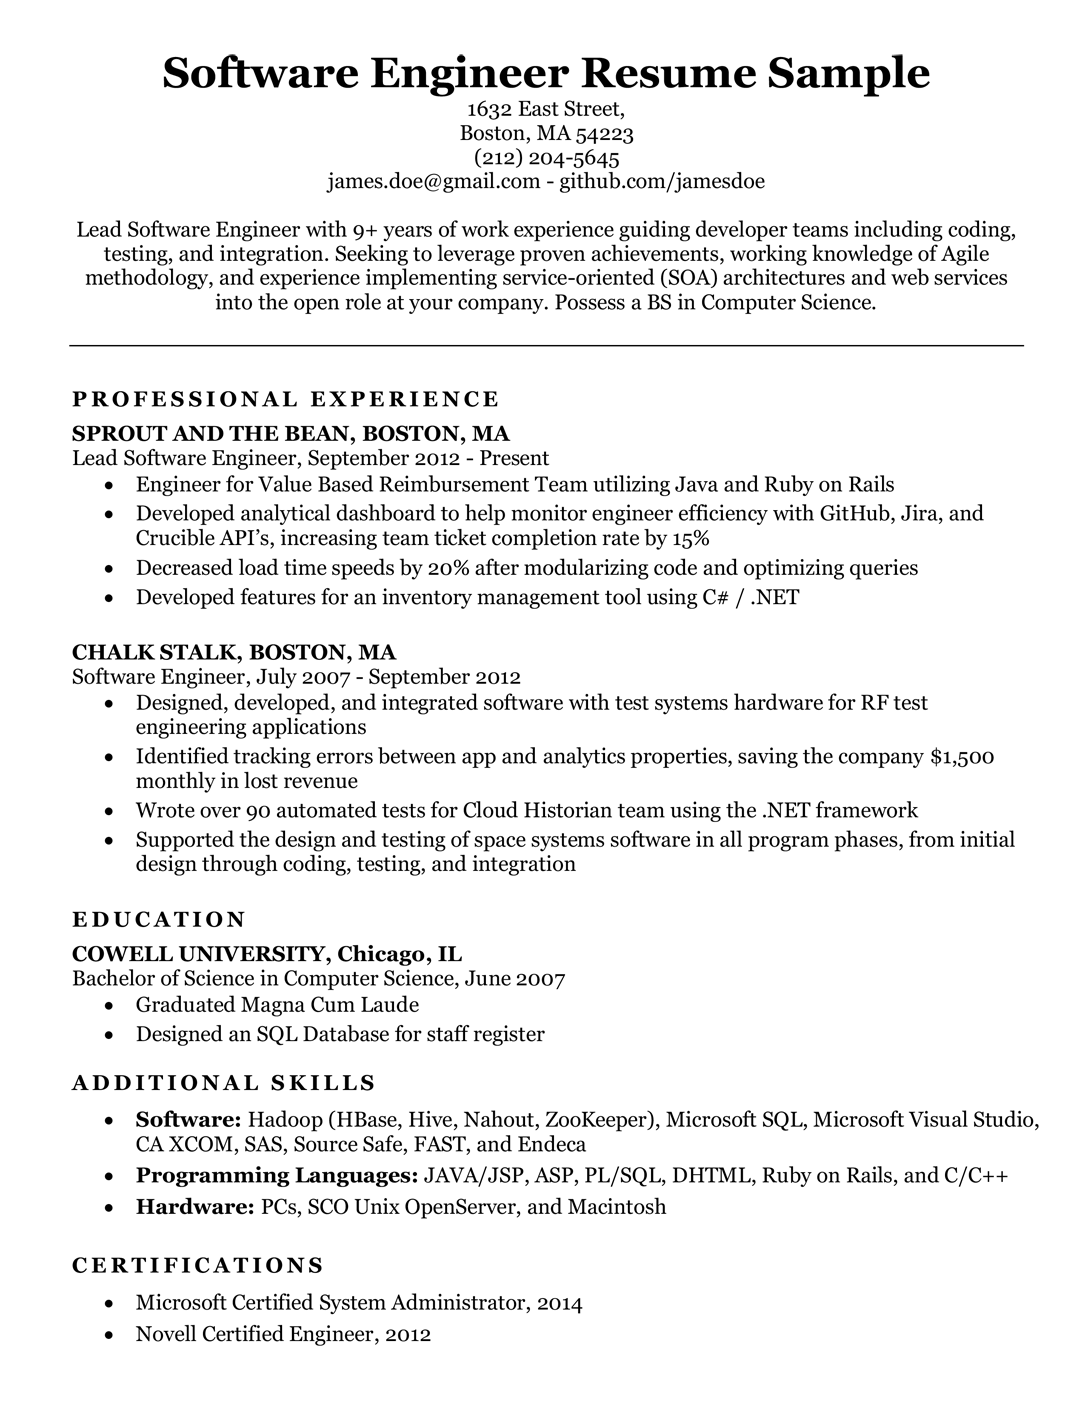 Software Engineer Resume Sample
1632 East Street,
Boston, MA 54223
(212) 204-5645
james.doe@gmail.com - github.com/jamesdoe
Lead Software Engineer with 9+ years of work experience guiding developer teams including coding,
testing, and integration. Seeking to leverage proven achievements, working knowledge of Agile
methodology, and experience implementing service-oriented (SOA) architectures and web services
into the open role at your company. Possess a BS in Computer Science.
PROFESSIONAL EXPERIENCE
SPROUT AND THE BEAN, BOSTON, MA
Lead Software Engineer, September 2012 - Present
• Engineer for Value Based Reimbursement Team utilizing Java and Ruby on Rails
• Developed analytical dashboard to help monitor engineer efficiency with GitHub, Jira, and
Crucible API’s, increasing team ticket completion rate by 15%
• Decreased load time speeds by 20% after modularizing code and optimizing queries
• Developed features for an inventory management tool using C# / .NET
CHALK STALK, BOSTON, MA
Software Engineer, July 2007 - September 2012
• Designed, developed, and integrated software with test systems hardware for RF test
engineering applications
• Identified tracking errors between app and analytics properties, saving the company $1,500
monthly in lost revenue
• Wrote over 90 automated tests for Cloud Historian team using the .NET framework
• Supported the design and testing of space systems software in all program phases, from initial
design through coding, testing, and integration
EDUCATION
COWELL UNIVERSITY, Chicago, IL
Bachelor of Science in Computer Science, June 2007
• Graduated Magna Cum Laude
• Designed an SQL Database for staff register
ADDITIONAL SKILLS
• Software: Hadoop (HBase, Hive, Nahout, ZooKeeper), Microsoft SQL, Microsoft Visual Studio,
CA XCOM, SAS, Source Safe, FAST, and Endeca
• Programming Languages: JAVA/JSP, ASP, PL/SQL, DHTML, Ruby on Rails, and C/C++
• Hardware: PCs, SCO Unix OpenServer, and Macintosh
CERTIFICATIONS
• Microsoft Certified System Administrator, 2014
• Novell Certified Engineer, 2012